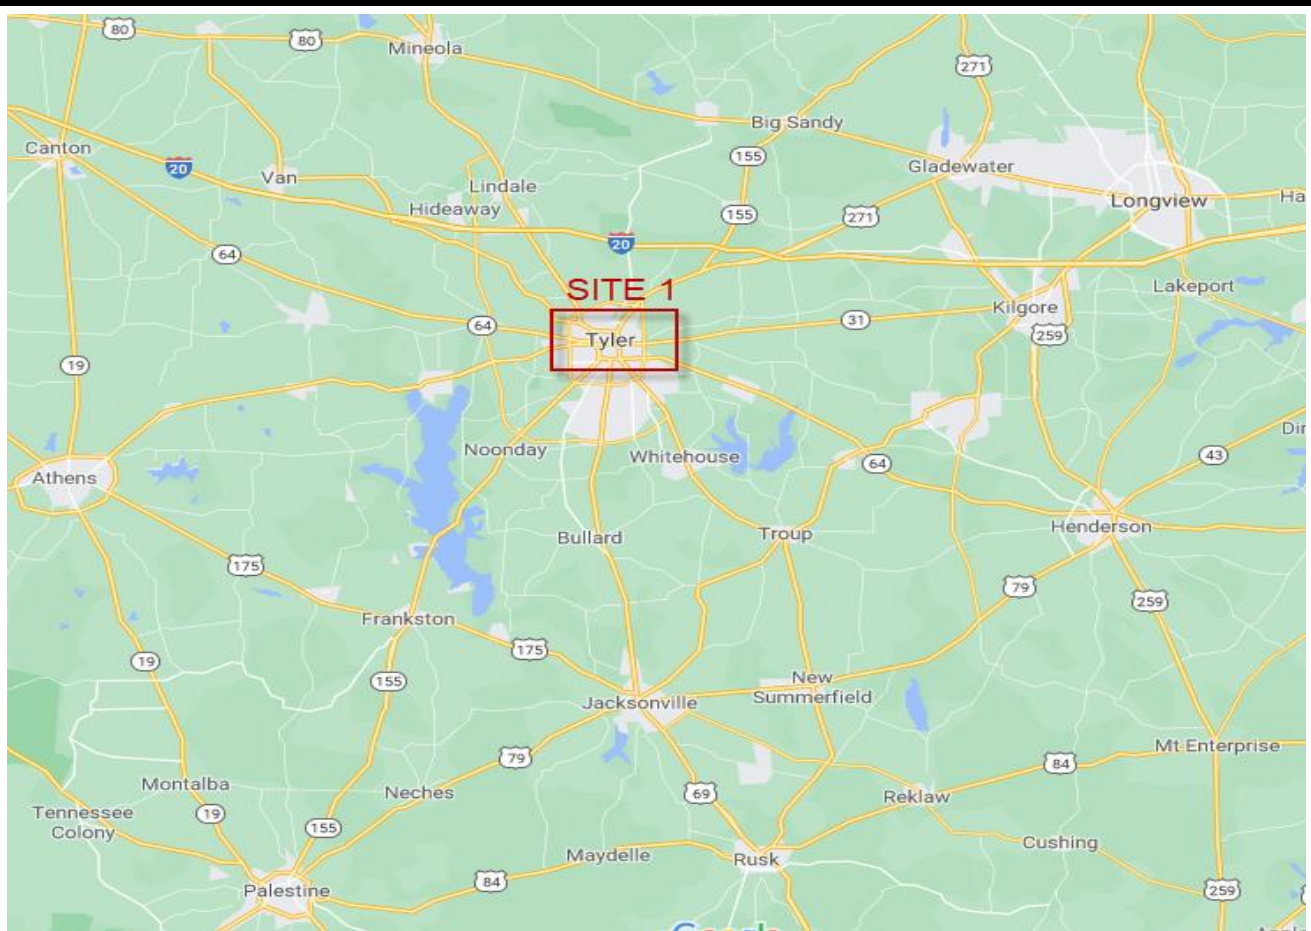 80
80
Mineola
271
Big Sandy
Canton
155
20
Van
Gladewater
Lindale
Longview
Ha
Hideaway
155
271
20
64
SITE 1
Lakeport
Kilgore
64
31
Tyler
259
19
Dir
Noonday
Whitehouse
43
64
Athens
Henderson
Bullard
Troup
175
79
259
Frankston
175
19
155
New
Summerfield
Jacksonville
Mt Enterprise
79
84
Montalba
Neches
69
Reklaw
Tennessee
Colony
19
155
Cushing
Maydelle
Rusk
84
Palestine
259
Google